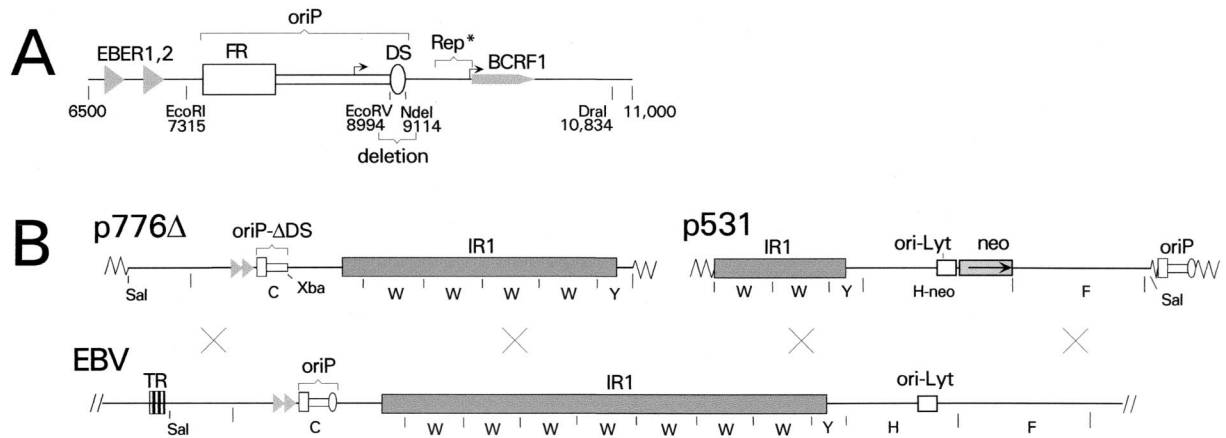 A
oriP
EBER1,2 FR DS Rep* BCRF1
6500 EcoRI EcoRV NdeI DraI 11,000
7315 8994 9114 10,834
deletion
B
p776Δ p531
oriP-ΔDS IR1 IR1 ori-Lyt neo oriP
Sal C Xba W W W W Y W W Y H-neo F Sal
EBV
TR oriP IR1 ori-Lyt
Sal C W W W W W W W Y H F